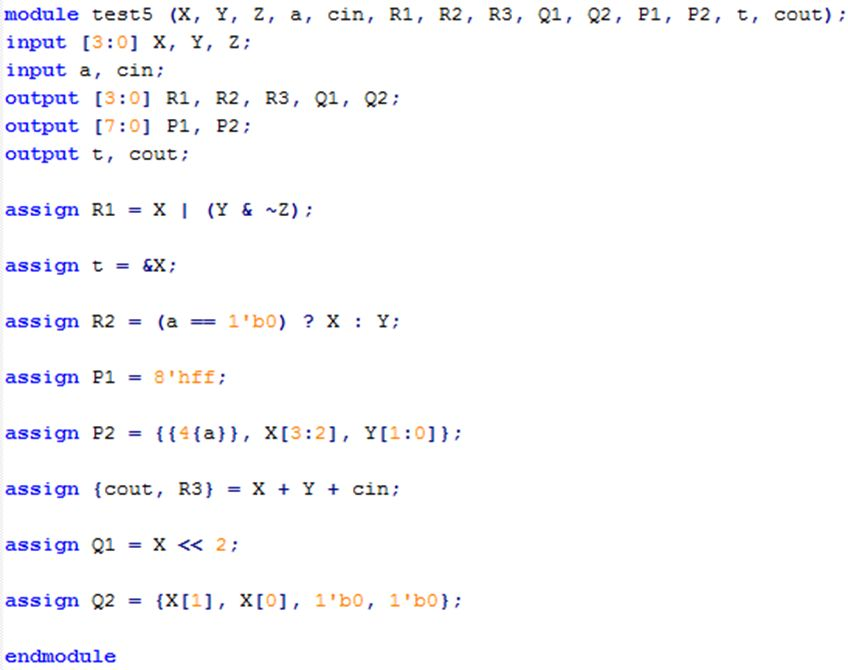 module test5 (X, Y, Z, a, cin, R1, R2, R3, Q1, Q2, P1, P2, t, cout);
input [3:0] X, Y, Z;
input a, cin;
output [3:0] R1, R2, R3, Q1, Q2;
output [7:0] P1, P2;
output t, cout;
assign R1 = X | (Y & ~Z);
assign t = &X;
assign R2 = (a == 1'b0) ? X : Y;
assign P1 = 8'hff;
assign P2 = {{4{a}}, X[3:2], Y[1:0]};
assign {cout, R3} = X + Y + cin;
assign Q1 = X << 2;
assign Q2 = {X[1], X[0], 1'b0, 1'b0};
endmodule